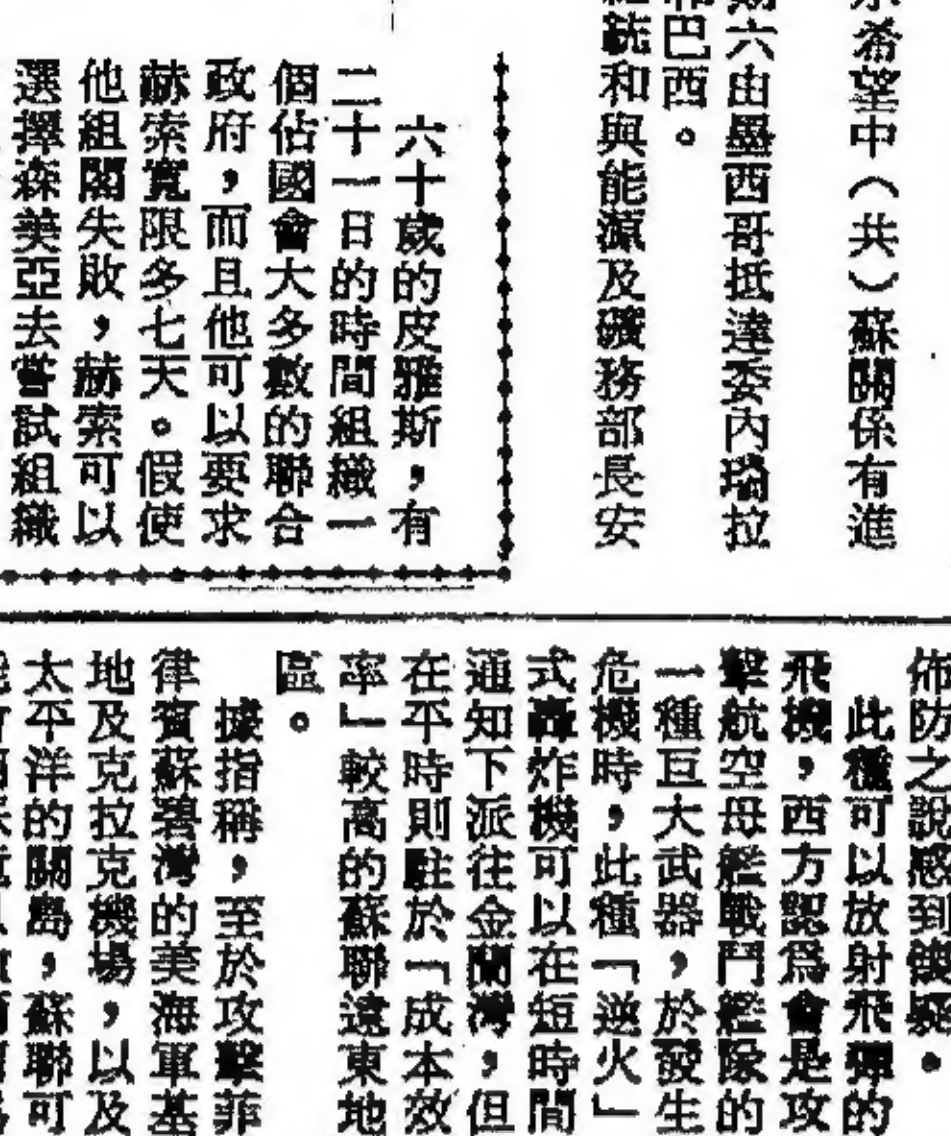 希望中（共）蘇關係有進
六由墨西哥抵達委內瑞拉
和巴西。
統和與能源及礦務部長安
六十歲的皮雅斯，有
二十一日的時間組織一
個佔國會大多數的聯合
政府，而且他可以要求
赫索寬限多七天。假使
他組閣失敗，赫索可以
選擇森美亞去嘗試組織
佈防之說感到懷疑。
此種可以放射飛彈的
飛機，西方認爲會是攻
擊航空母艦戰鬥艦隊的
一種巨大武器，於發生
危機時，此種「逆火」
式轟炸機可以在短時間
通知下派往金蘭灣，但
在平時則駐於「成本效
率」較高的蘇聯遠東地
區。
據指稱，至於攻擊菲
律賓蘇碧灣的美海軍基
地及克拉克機場，以及
太平洋的關島，蘇聯可